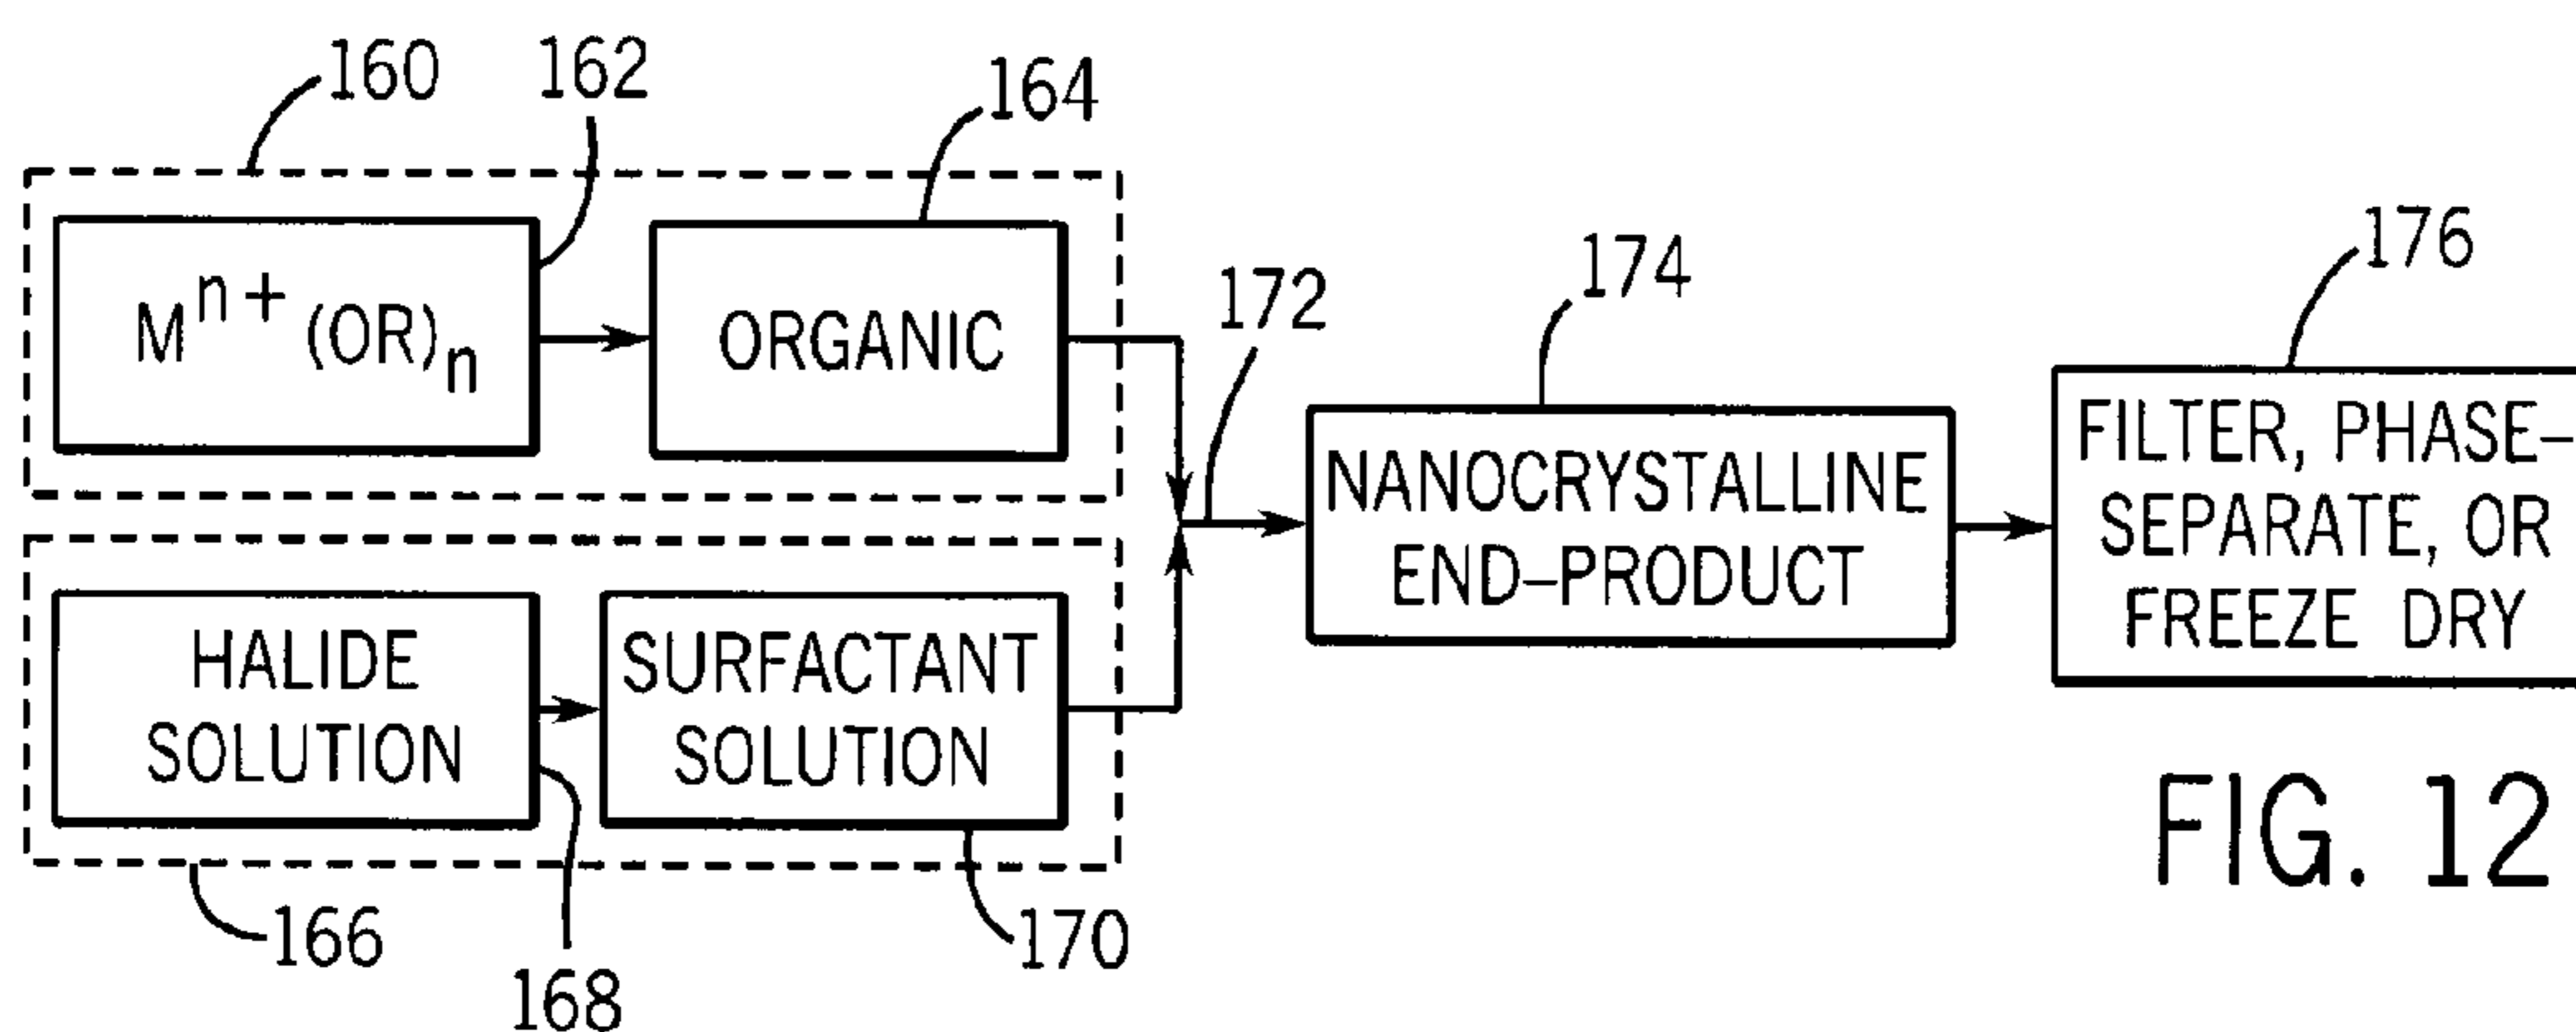 160
162
164
M^n+ (OR)_n
ORGANIC
172
174
176
NANOCRYSTALLINE
END–PRODUCT
FILTER, PHASE–
SEPARATE, OR
FREEZE DRY
HALIDE
SOLUTION
SURFACTANT
SOLUTION
166
168
170
FIG. 12